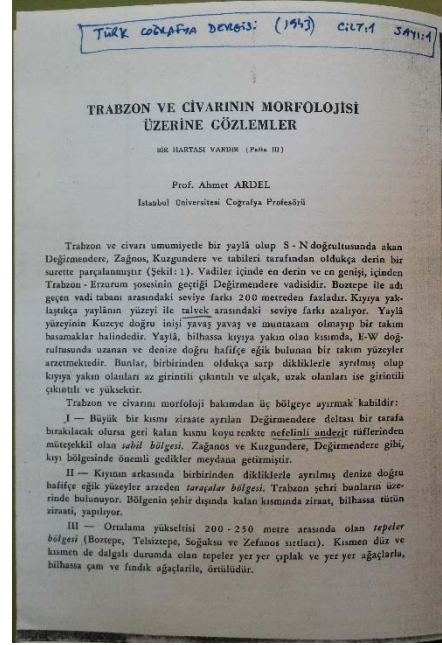 TÜRK COĞRAFYA DERGİSİ (1943) CİLT:1 SAYI:1
TRABZON VE CİVARININ MORFOLOJİSİ
ÜZERİNE GÖZLEMLER
BİR HARTASI VARDIR (Pafta III)
Prof. Ahmet ARDEL
İstanbul Üniversitesi Coğrafya Profesörü
Trabzon ve civarı umumiyetle bir yaylâ olup S - N doğrultusunda akan
Değirmendere, Zağnos, Kuzgundere ve tabileri tarafından oldukça derin bir
surette parçalanmıştır (Şekil: 1). Vadiler içinde en derin ve en genişi, içinden
Trabzon - Erzurum şosesinin geçtiği Değirmendere vadisidir. Boztepe ile adı
geçen vadi tabanı arasındaki seviye farkı 200 metreden fazladır. Kıyıya yak-
laştıkça yaylânın yüzeyi ile talvek arasındaki seviye farkı azalıyor. Yaylâ
yüzeyinin Kuzeye doğru inişi yavaş yavaş ve muntazam olmayıp bir takım
basamaklar halindedir. Yaylâ, bilhassa kıyıya yakın olan kısımda, E-W doğ-
rultusunda uzanan ve denize doğru hafifçe eğik bulunan bir takım yüzeyler
arzetmektedir. Bunlar, birbirinden oldukça sarp dikliklerle ayrılmış olup
kıyıya yakın olanları az girintili çıkıntılı ve alçak, uzak olanları ise girintili
çıkıntılı ve yüksektir.
Trabzon ve civarını morfoloji bakımdan üç bölgeye ayırmak kabildir:
I — Büyük bir kısmı ziraate ayrılan Değirmendere deltası bir tarafa
bırakılacak olursa geri kalan kısmı koyu renkte nefelinli andezit tüflerinden
müteşekkil olan sahil bölgesi. Zağanos ve Kuzgundere, Değirmendere gibi,
kıyı bölgesinde önemli gedikler meydana getirmiştir.
II — Kıyının arkasında birbirinden dikliklerle ayrılmış denize doğru
hafifçe eğik yüzeyler arzeden taraçalar bölgesi. Trabzon şehri bunların üze-
rinde bulunuyor. Bölgenin şehir dışında kalan kısmında ziraat, bilhassa tütün
ziraati, yapılıyor.
III — Ortalama yükseltisi 200 - 250 metre arasında olan tepeler
bölgesi (Boztepe, Telsiztepe, Soğuksu ve Zefanos sırtları). Kısmen düz ve
kısmen de dalgalı durumda olan tepeler yer yer çıplak ve yer yer ağaçlarla,
bilhassa çam ve fındık ağaçlarile, örtülüdür.